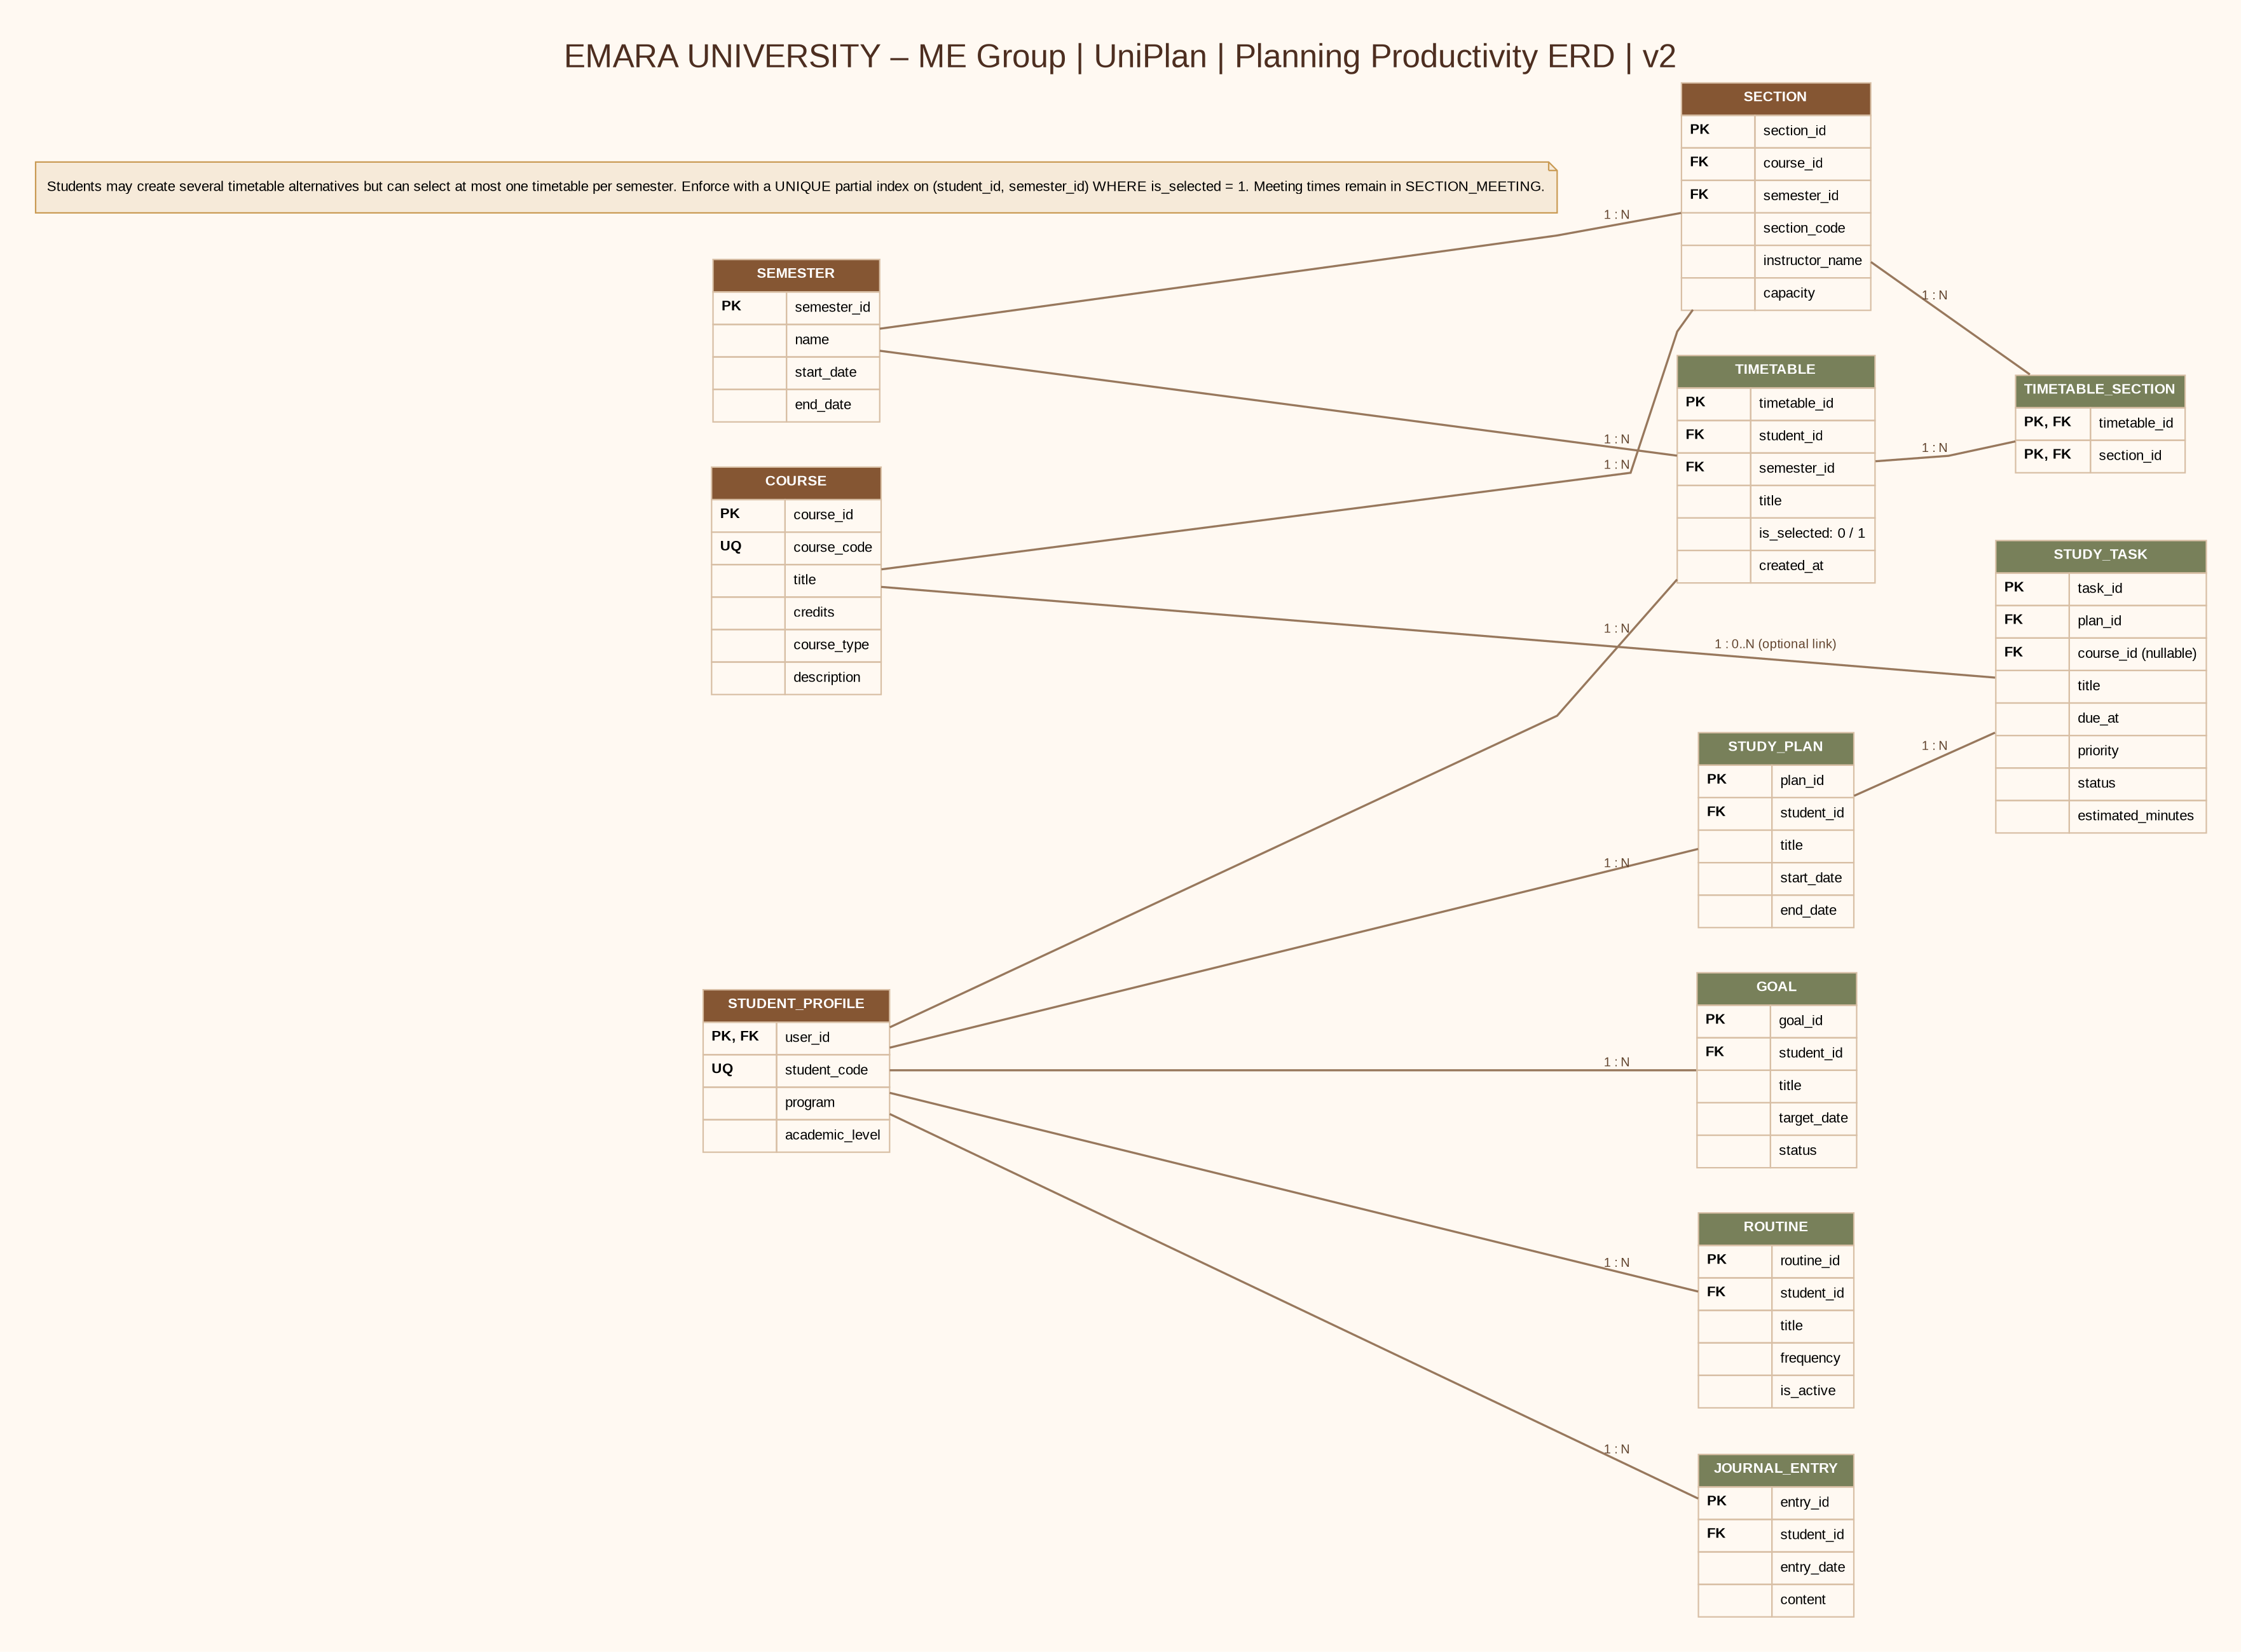 EMARA UNIVERSITY – ME Group | UniPlan | Planning Productivity ERD | v2
Students may create several timetable alternatives but can select at most one timetable per semester. Enforce with a UNIQUE partial index on (student_id, semester_id) WHERE is_selected = 1. Meeting times remain in SECTION_MEETING.
SECTION
PK section_id
FK course_id
FK semester_id
section_code
instructor_name
capacity
1 : N
1 : N
SEMESTER
PK semester_id
name
start_date
end_date
TIMETABLE
PK timetable_id
FK student_id
FK semester_id
title
is_selected: 0 / 1
created_at
1 : N
1 : N
1 : N
TIMETABLE_SECTION
PK, FK timetable_id
PK, FK section_id
COURSE
PK course_id
UQ course_code
title
credits
course_type
description
1 : N
1 : 0..N (optional link)
STUDY_TASK
PK task_id
FK plan_id
FK course_id (nullable)
title
due_at
priority
status
estimated_minutes
STUDY_PLAN
PK plan_id
FK student_id
title
start_date
end_date
1 : N
1 : N
STUDENT_PROFILE
PK, FK user_id
UQ student_code
program
academic_level
GOAL
PK goal_id
FK student_id
title
target_date
status
1 : N
ROUTINE
PK routine_id
FK student_id
title
frequency
is_active
1 : N
1 : N
JOURNAL_ENTRY
PK entry_id
FK student_id
entry_date
content